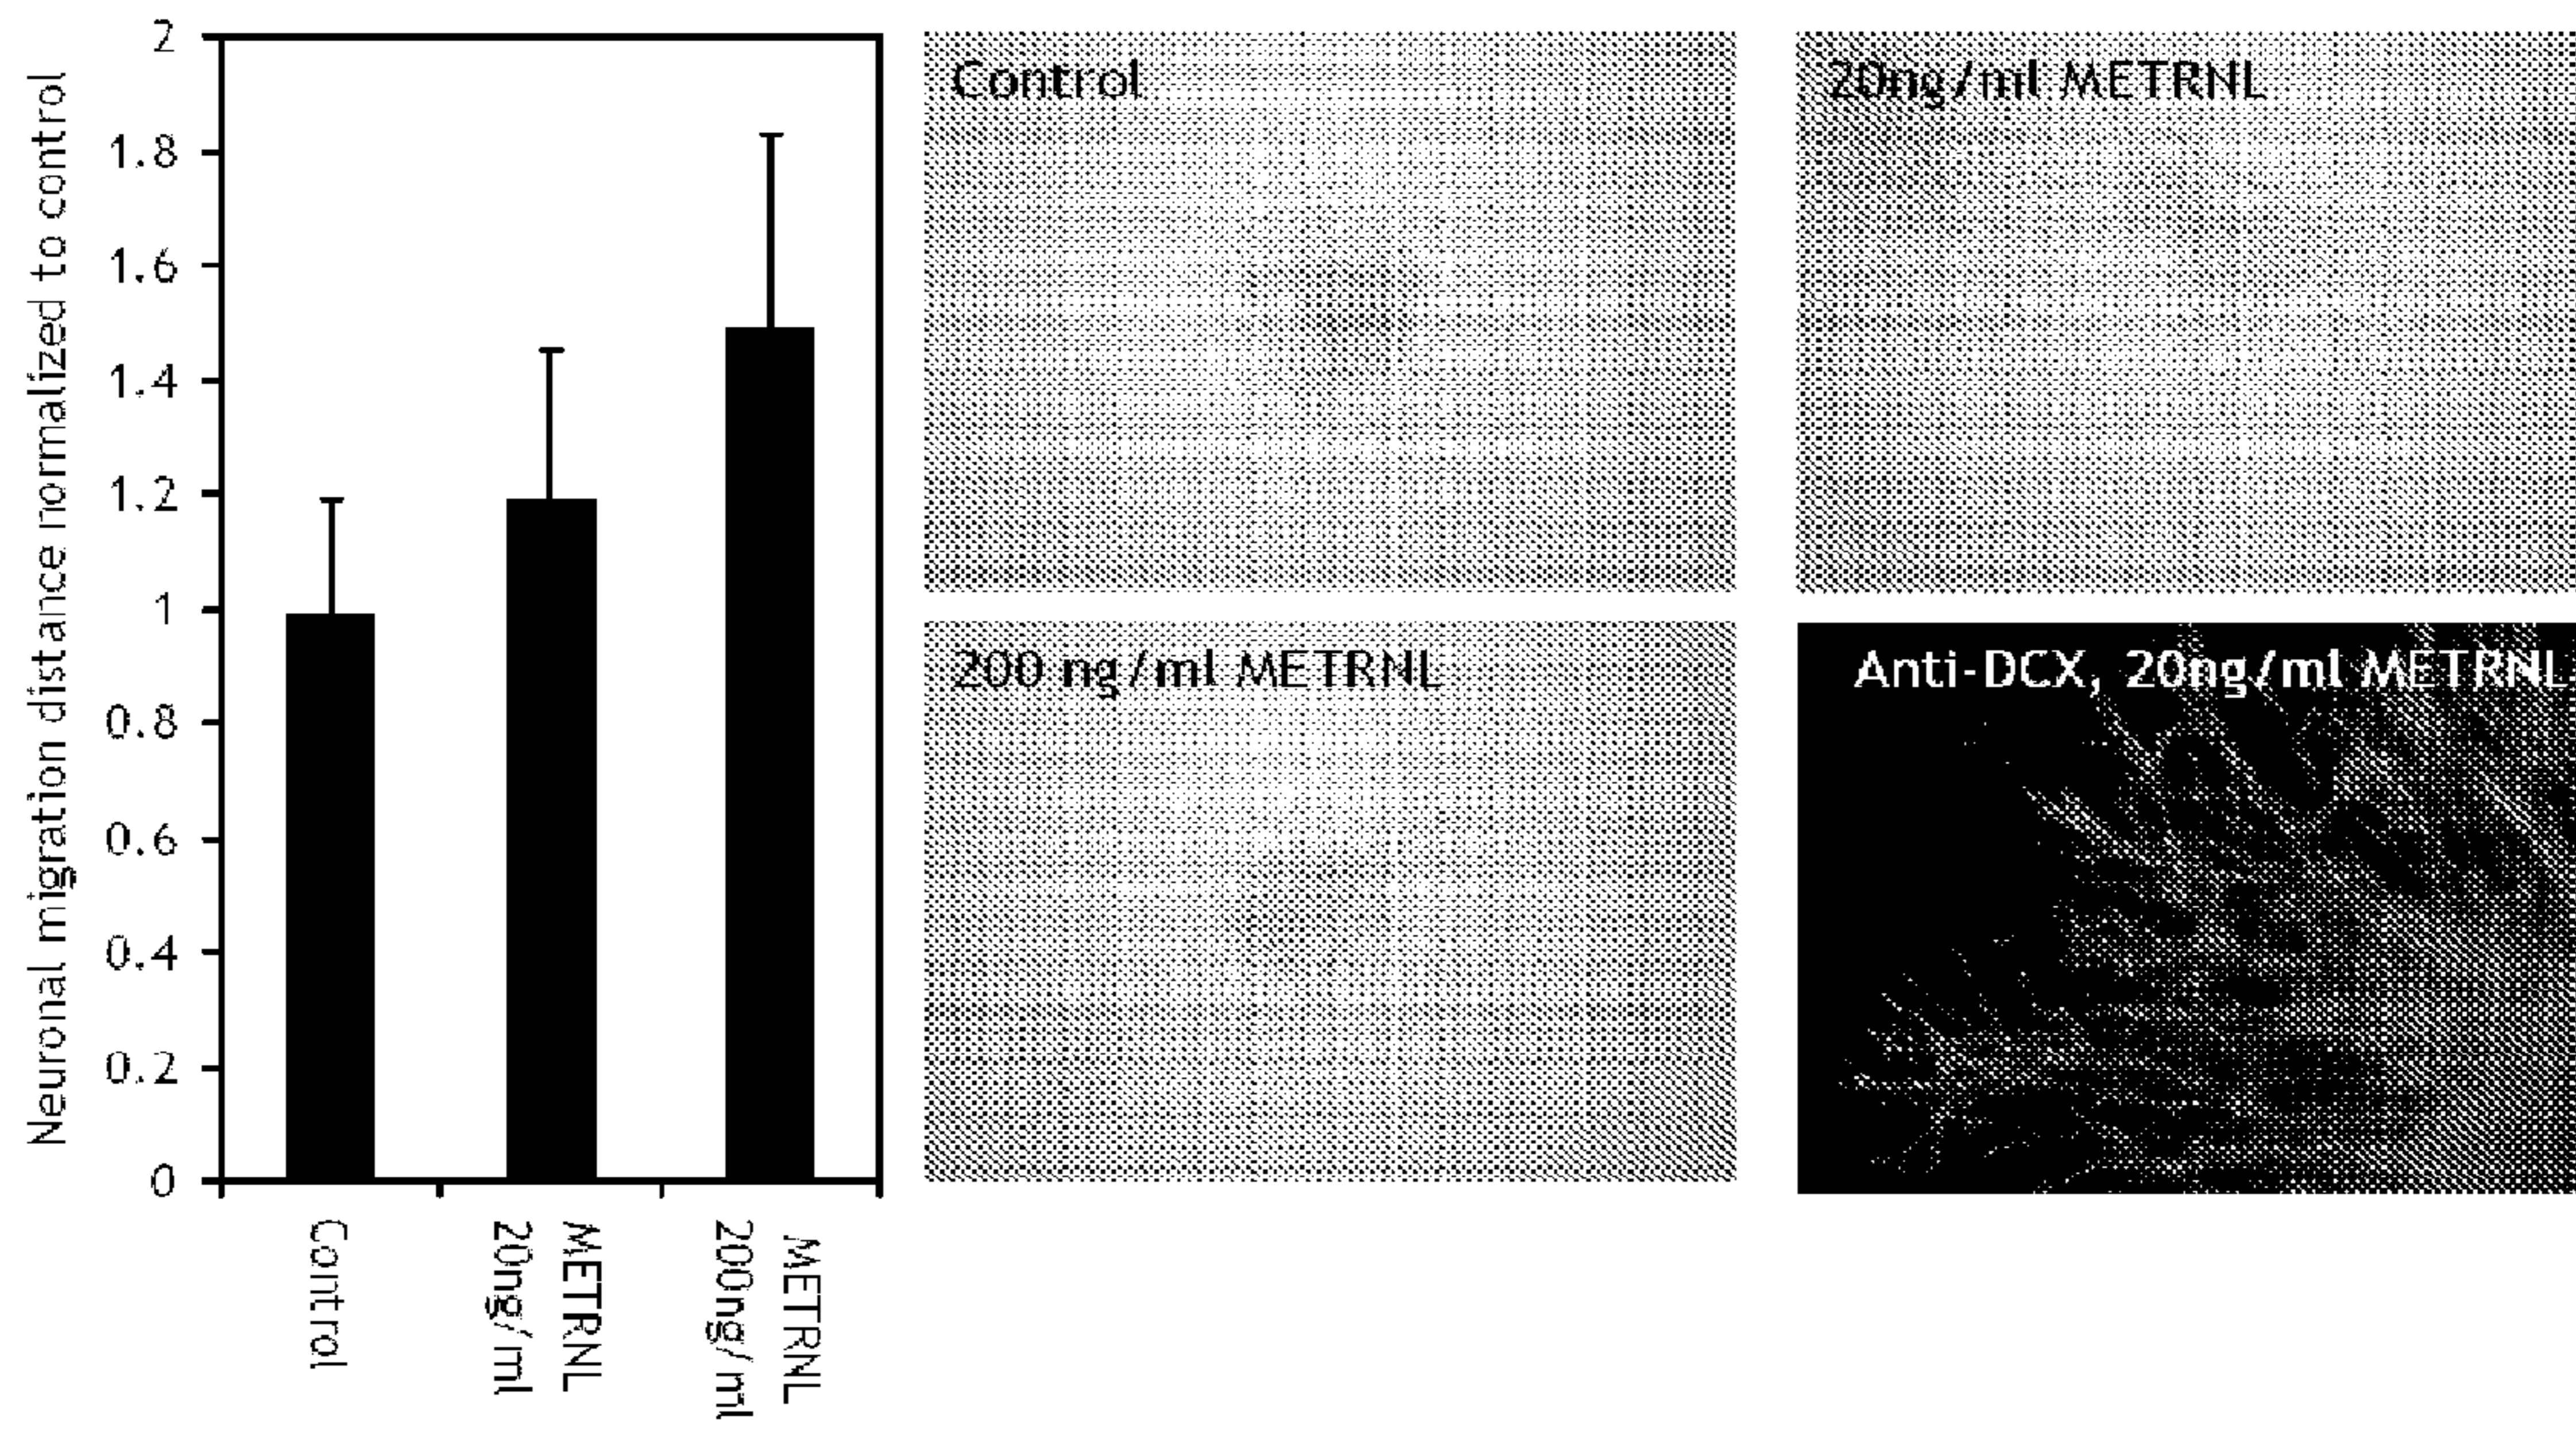 Neuronal migration distance normalized to control
2
1.8
1.6
1.4
1.2
1
0.8
0.6
0.4
0.2
0
Control
METRNL
20ng/ml
METRNL
200ng/ml
Control
20ng/ml METRNL
200 ng/ml METRNL
Anti-DCX, 20ng/ml METRNL